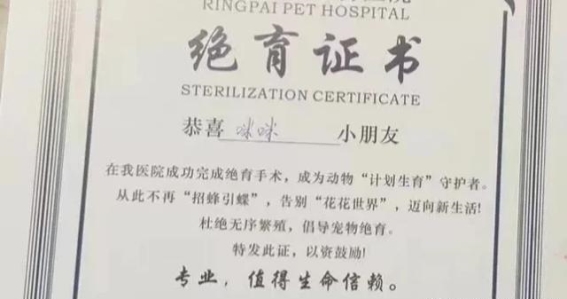 RINGPAI PET HOSPITAL
绝育证书
STERILIZATION CERTIFICATE
恭喜 咪咪 小朋友
在我医院成功完成绝育手术，成为动物“计划生育”守护者。
从此不再“招蜂引蝶”，告别“花花世界”，迈向新生活!
杜绝无序繁殖，倡导宠物绝育。
特发此证，以资鼓励!
专业，值得生命信赖。